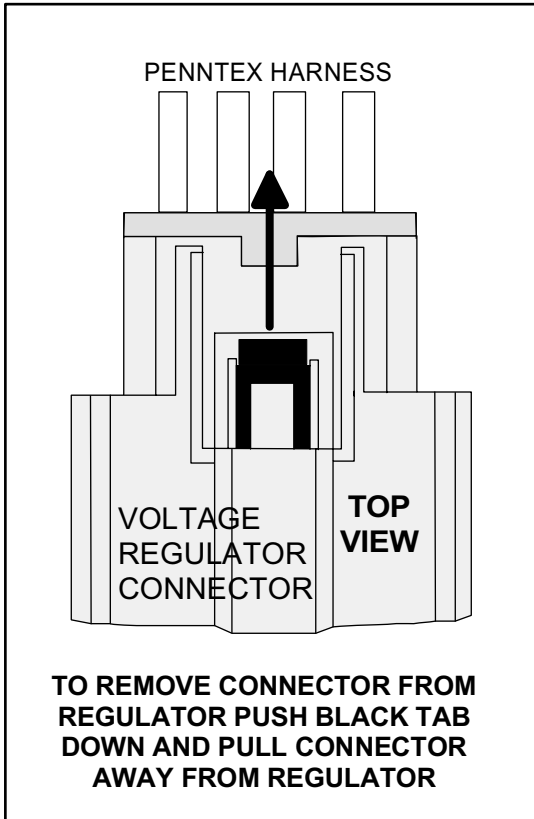 PENNTEX HARNESS
VOLTAGE
REGULATOR
CONNECTOR
TOP
VIEW
TO REMOVE CONNECTOR FROM
REGULATOR PUSH BLACK TAB
DOWN AND PULL CONNECTOR
AWAY FROM REGULATOR